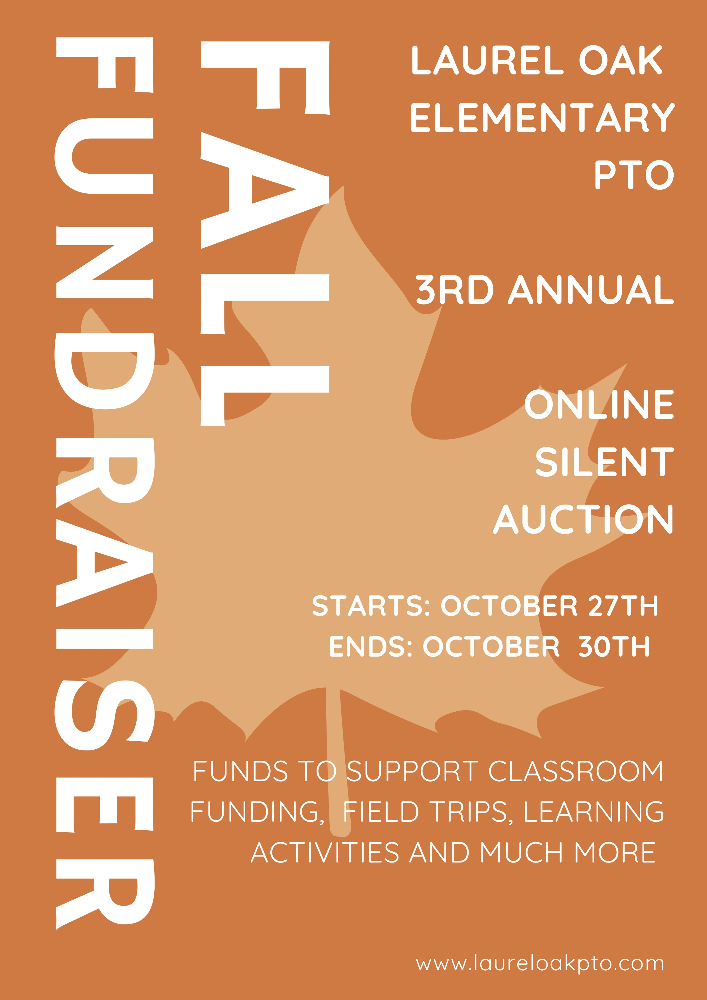 FALL
FUNDRAISER
LAUREL OAK
ELEMENTARY
PTO
3RD ANNUAL
ONLINE
SILENT
AUCTION
STARTS: OCTOBER 27TH
ENDS: OCTOBER 30TH
FUNDS TO SUPPORT CLASSROOM
FUNDING, FIELD TRIPS, LEARNING
ACTIVITIES AND MUCH MORE
www.laureloakpto.com